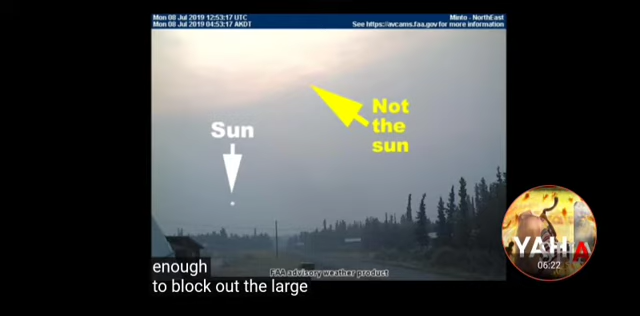 Mon 08 Jul 2019 12:53:17 UTC
Mon 08 Jul 2019 04:53:17 AKDT
Minto - NorthEast
See https://avcams.faa.gov for more information
Sun
Not
the
sun
YAHA
06:22
FAA advisory weather product
enough
to block out the large